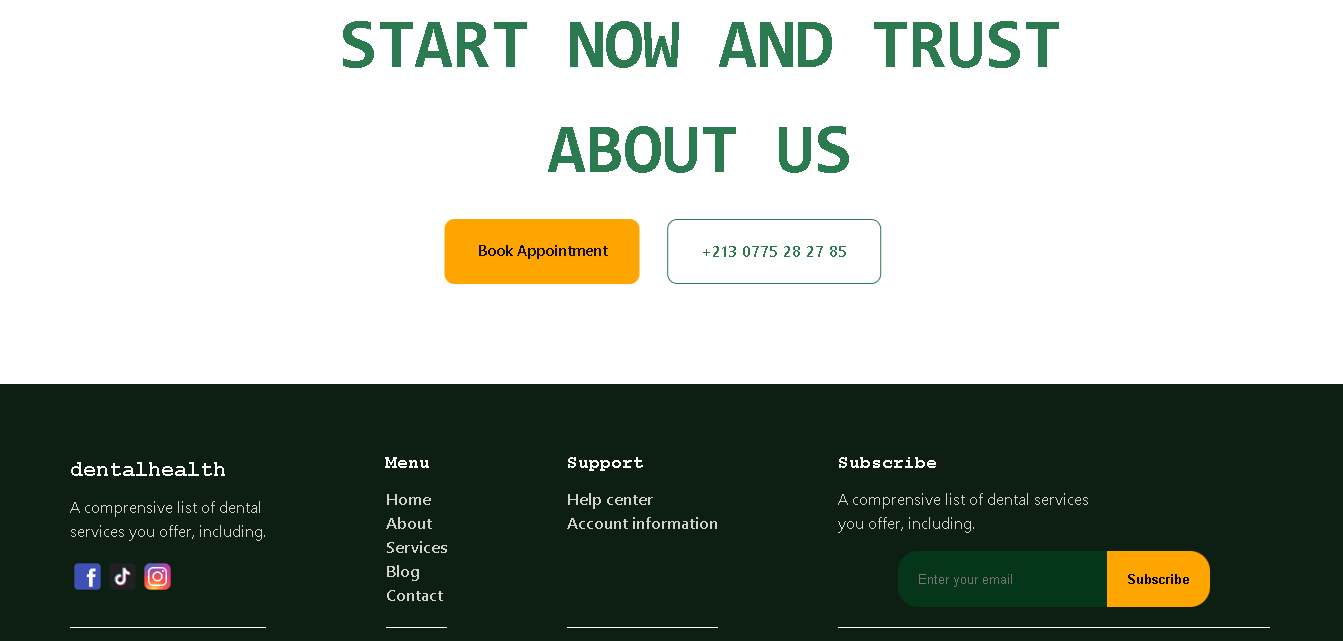 START NOW AND TRUST
ABOUT US
Book Appointment
+213 0775 28 27 85
dentalhealth
A comprensive list of dental
services you offer, including.
Menu
Home
About
Services
Blog
Contact
Support
Help center
Account information
Subscribe
A comprensive list of dental services
you offer, including.
Enter your email
Subscribe